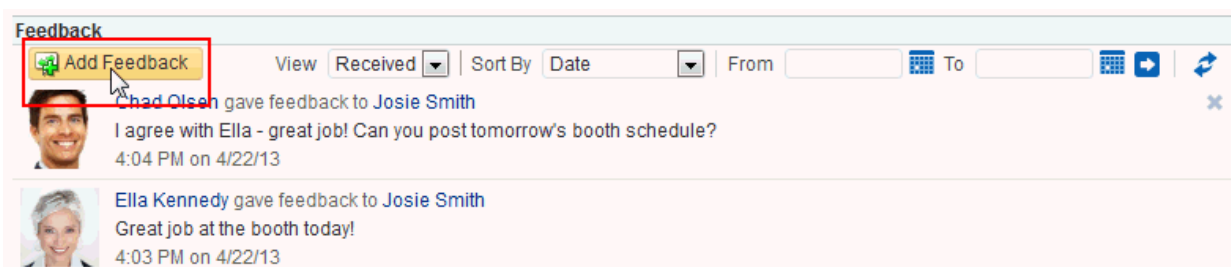 Feedback
Add Feedback View Received Sort By Date From To
Chad Olsen gave feedback to Josie Smith
I agree with Ella - great job! Can you post tomorrow's booth schedule?
4:04 PM on 4/22/13
Ella Kennedy gave feedback to Josie Smith
Great job at the booth today!
4:03 PM on 4/22/13